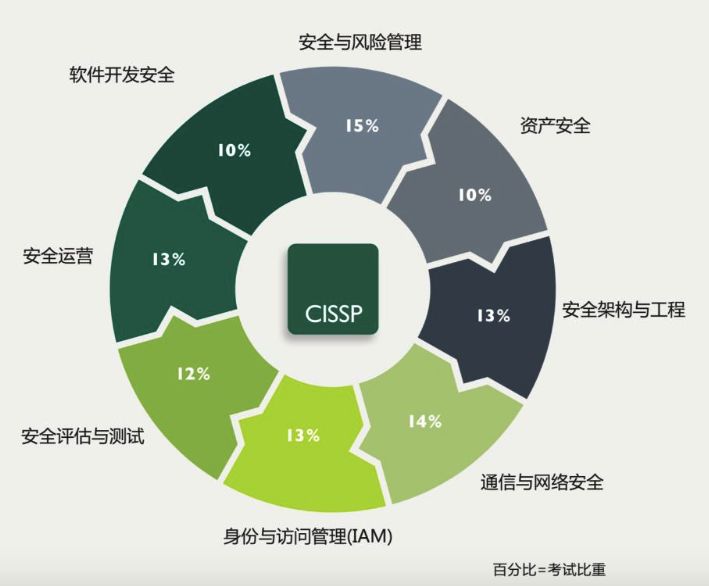 安全与风险管理
15%
资产安全
10%
安全架构与工程
13%
通信与网络安全
14%
身份与访问管理(IAM)
13%
安全评估与测试
12%
安全运营
13%
软件开发安全
10%
CISSP
百分比=考试比重